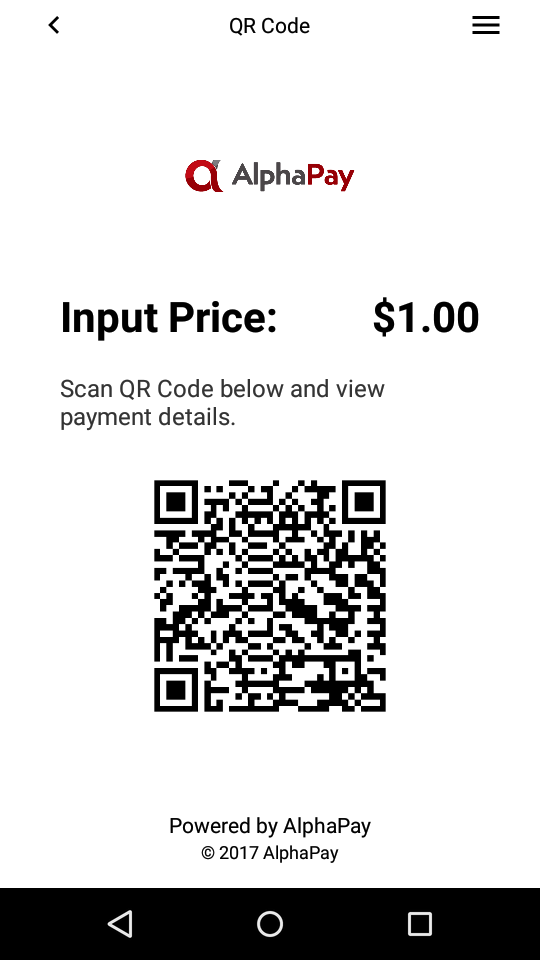 QR Code
AlphaPay
Input Price: $1.00
Scan QR Code below and view
payment details.
Powered by AlphaPay
© 2017 AlphaPay